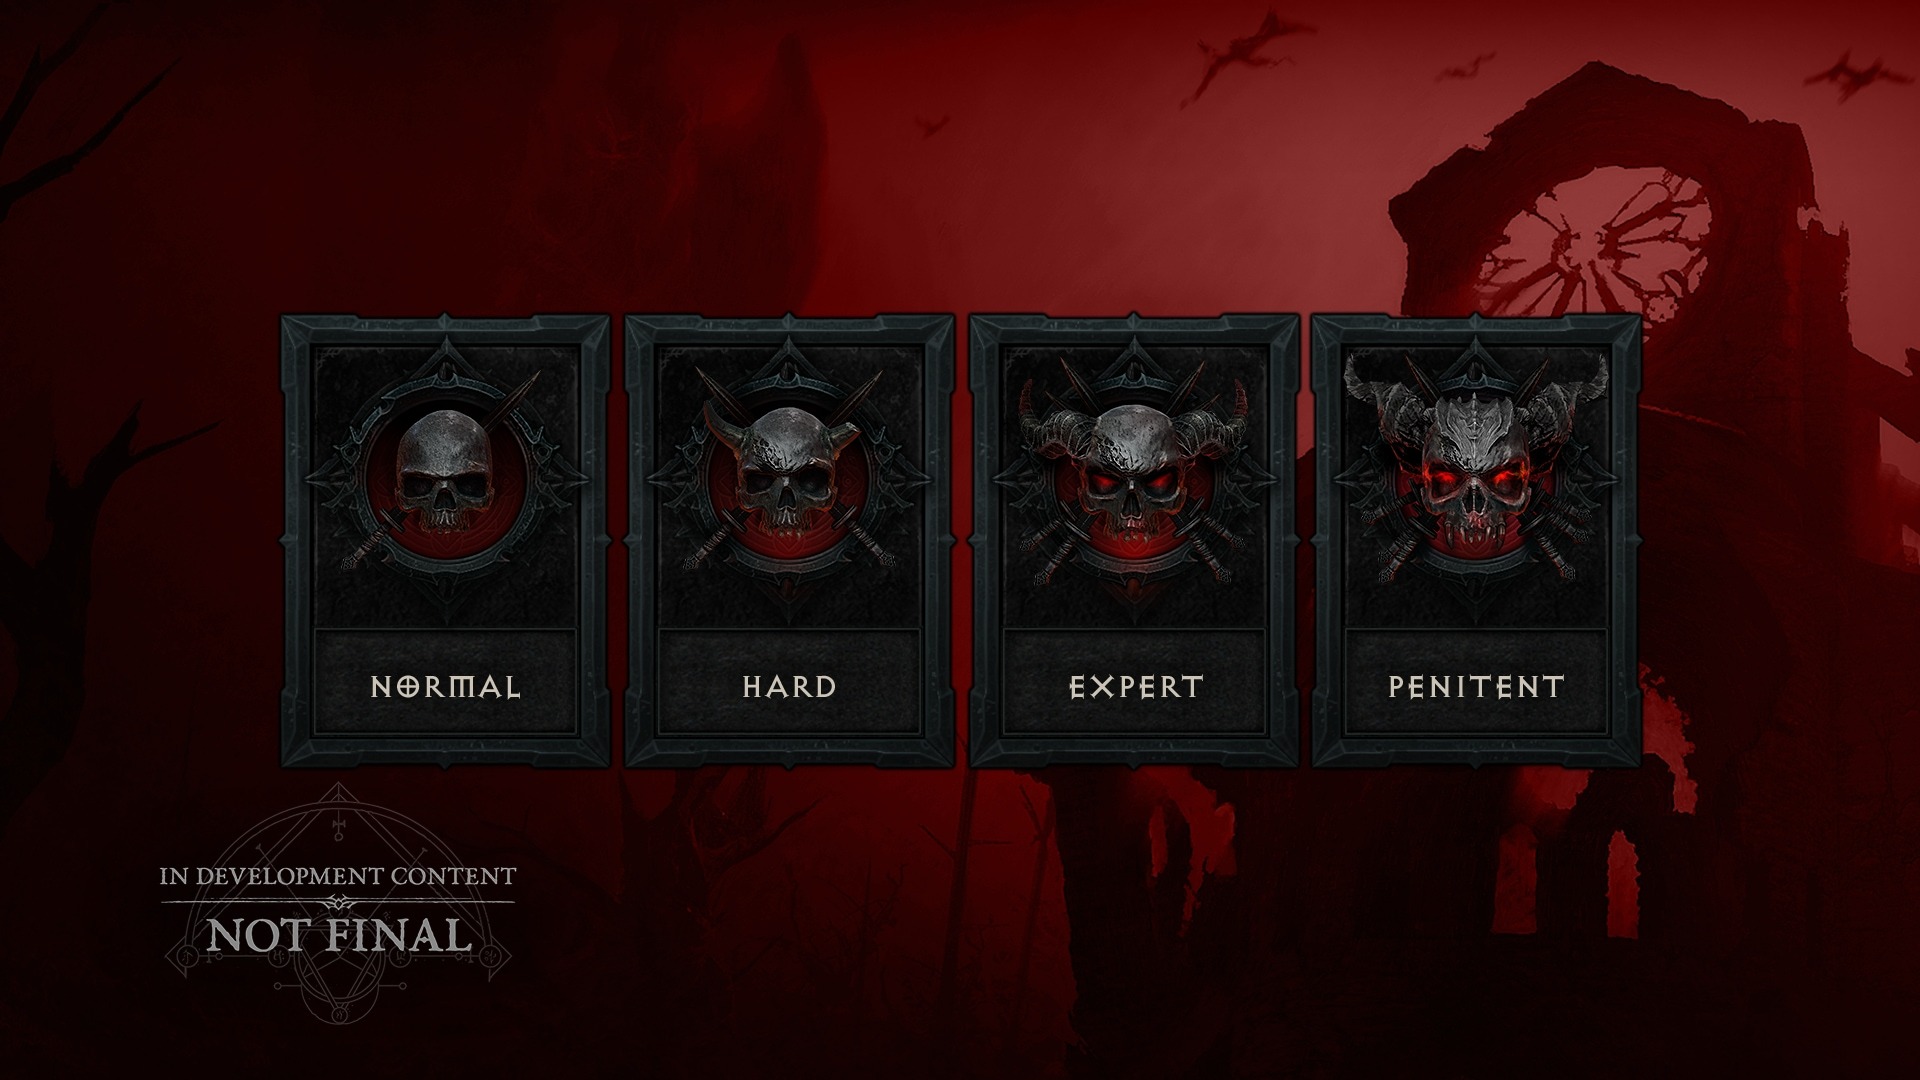 NORMAL
HARD
EXPERT
PENITENT
IN DEVELOPMENT CONTENT
NOT FINAL